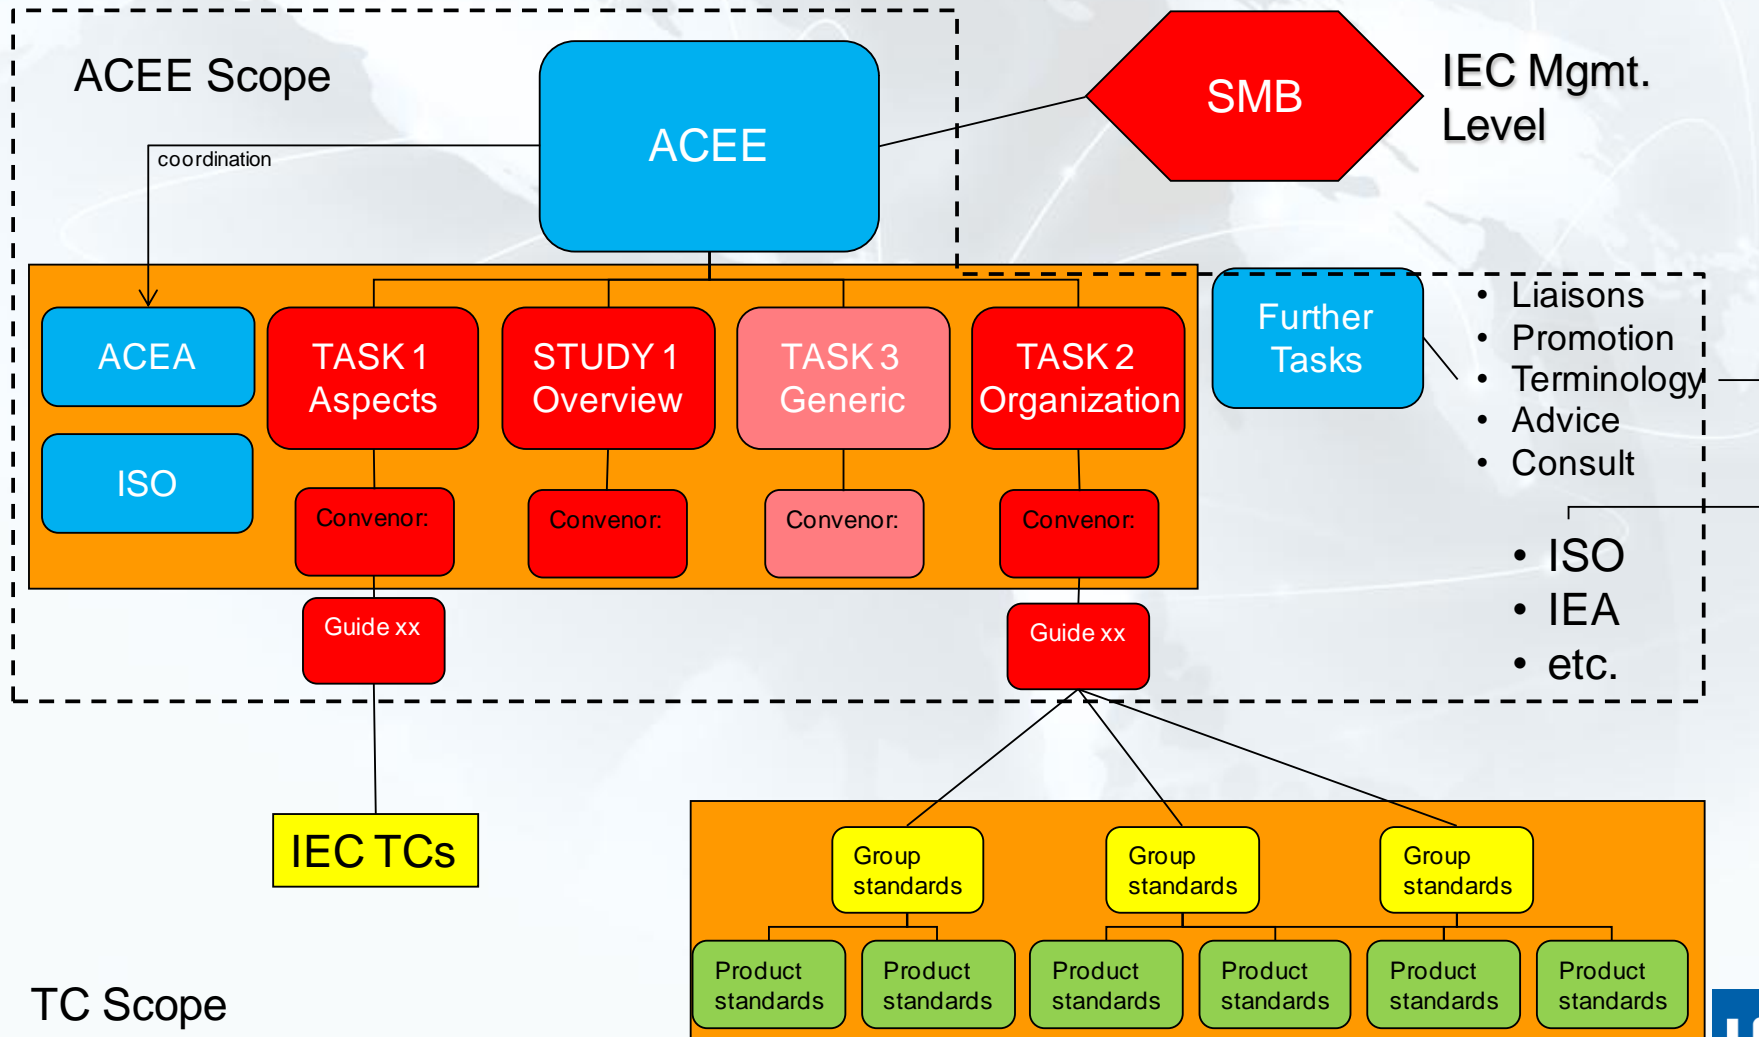 ACEE Scope
ACEE
SMB
IEC Mgmt.
Level
coordination
ACEA
ISO
TASK 1
Aspects
STUDY 1
Overview
TASK 3
Generic
TASK 2
Organization
Further
Tasks
• Liaisons
• Promotion
• Terminology
• Advice
• Consult
Convenor:
Convenor:
Convenor:
Convenor:
• ISO
• IEA
• etc.
Guide xx
Guide xx
IEC TCs
Group
standards
Group
standards
Group
standards
Product
standards
Product
standards
Product
standards
Product
standards
Product
standards
Product
standards
TC Scope